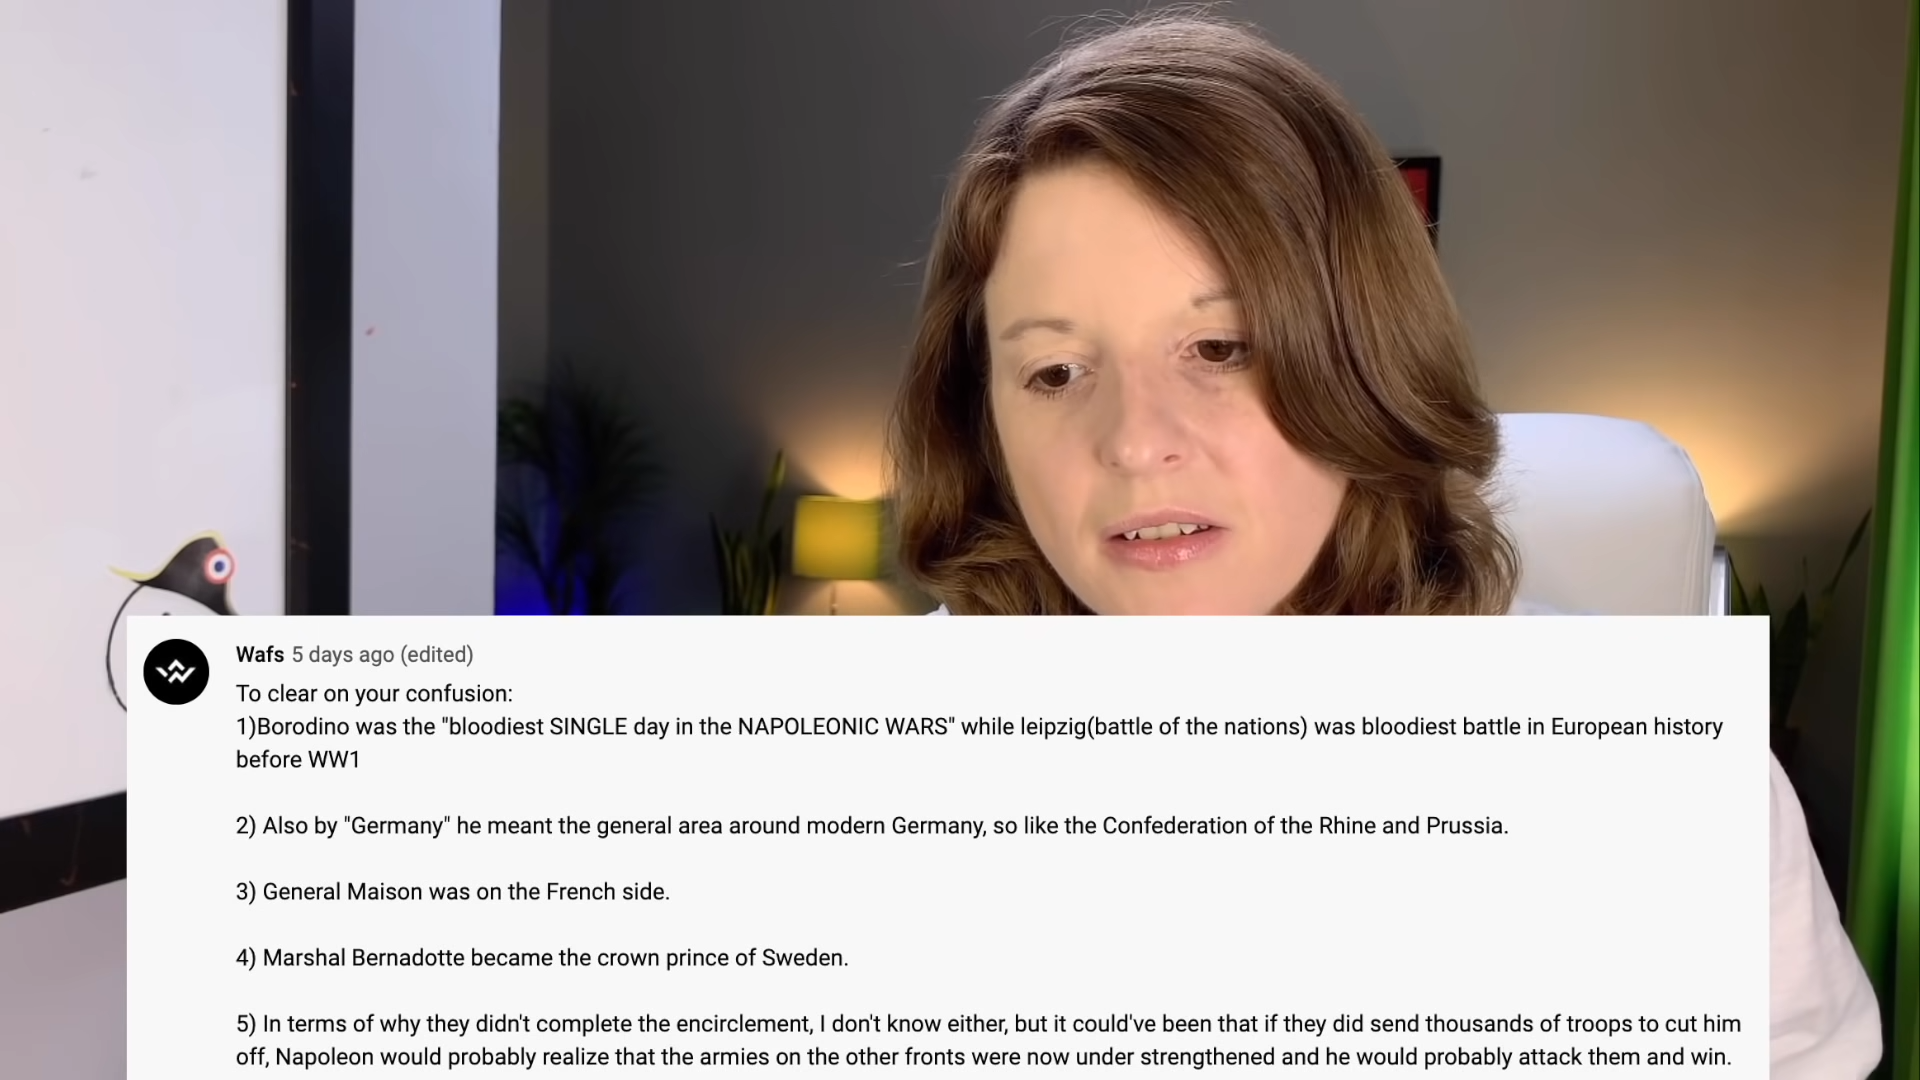 Wafs 5 days ago (edited)
To clear on your confusion:
1)Borodino was the "bloodiest SINGLE day in the NAPOLEONIC WARS" while leipzig(battle of the nations) was bloodiest battle in European history
before WW1
2) Also by "Germany" he meant the general area around modern Germany, so like the Confederation of the Rhine and Prussia.
3) General Maison was on the French side.
4) Marshal Bernadotte became the crown prince of Sweden.
5) In terms of why they didn't complete the encirclement, I don't know either, but it could've been that if they did send thousands of troops to cut him
off, Napoleon would probably realize that the armies on the other fronts were now under strengthened and he would probably attack them and win.